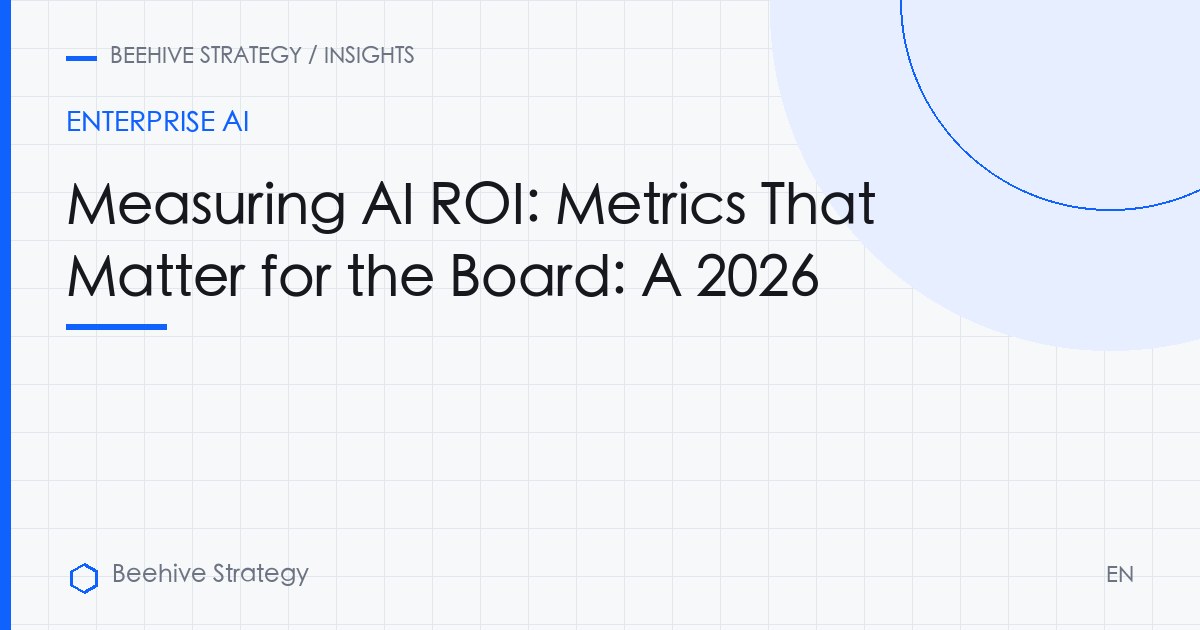 BEEHIVE STRATEGY / INSIGHTS
ENTERPRISE AI
Measuring AI ROI: Metrics That
Matter for the Board: A 2026
Beehive Strategy
EN